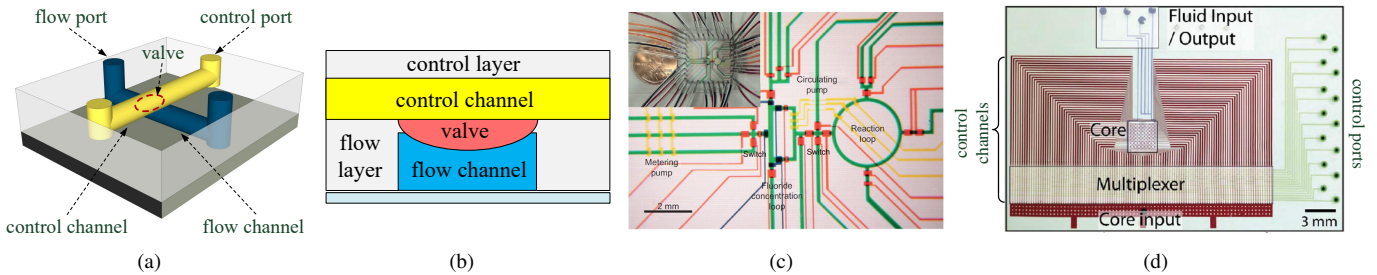 flow port
control port
valve
control channel
flow channel
(a)
control layer
control channel
valve
flow
layer
flow channel
(b)
Circulating
pump
Reaction
loop
Metering
pump
Switch
Switch
Fluoride
concentration
loop
2 mm
(c)
Fluid Input
/ Output
control
channels
Core
control ports
Multiplexer
Core input
3 mm
(d)